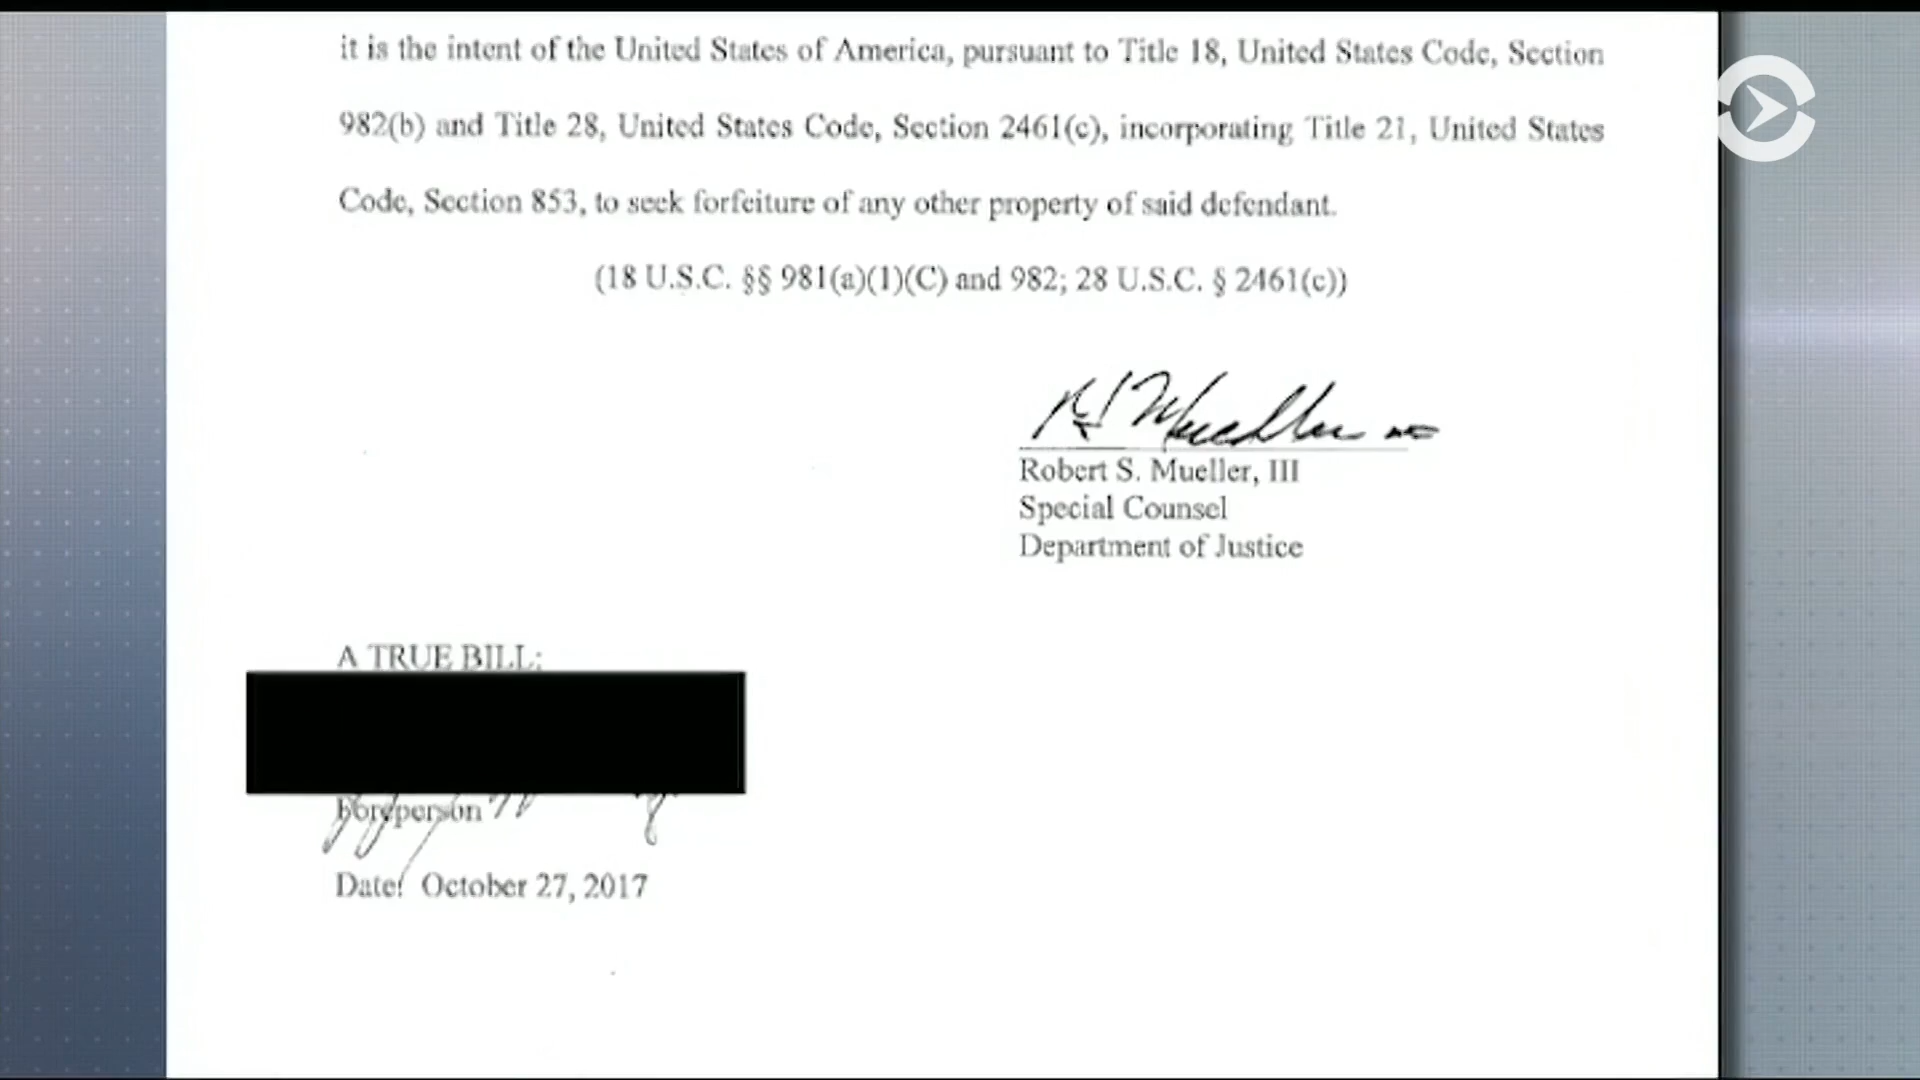 it is the intent of the United States of America, pursuant to Title 18, United States Code, Section
982(b) and Title 28, United States Code, Section 2461(c), incorporating Title 21, United States
Code, Section 853, to seek forfeiture of any other property of said defendant.
(18 U.S.C. §§ 981(a)(1)(C) and 982; 28 U.S.C. § 2461(c))
Robert S. Mueller, III
Special Counsel
Department of Justice
A TRUE BILL:
Foreperson
Date: October 27, 2017